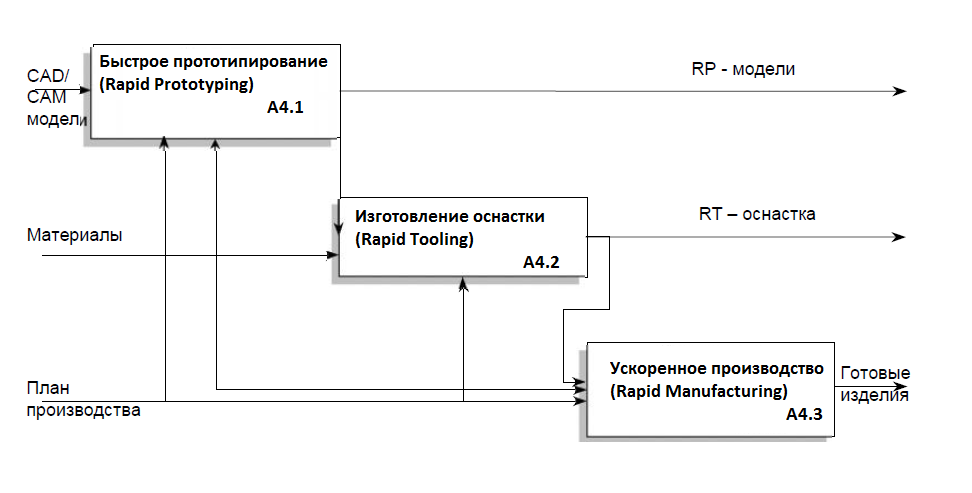 Быстрое прототипирование
(Rapid Prototyping)
A4.1
CAD/
CAM
модели
RP - модели
Изготовление оснастки
(Rapid Tooling)
A4.2
RT – оснастка
Материалы
Ускоренное производство
(Rapid Manufacturing)
A4.3
План
производства
Готовые
изделия